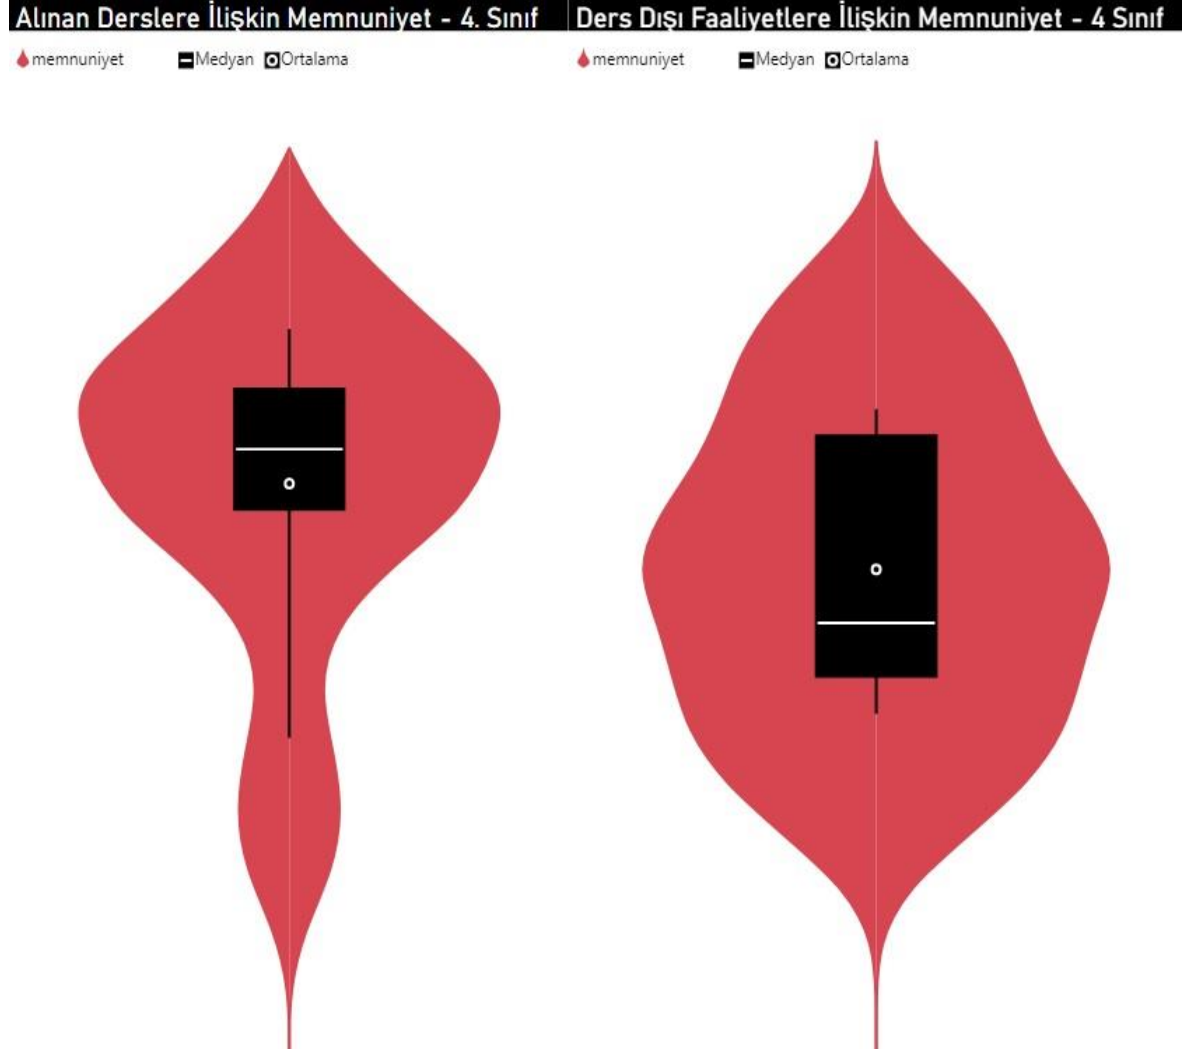 Alınan Derslere İlişkin Memnuniyet - 4. Sınıf
memnuniyet Medyan Ortalama
Ders Dışı Faaliyetlere İlişkin Memnuniyet - 4 Sınıf
memnuniyet Medyan Ortalama